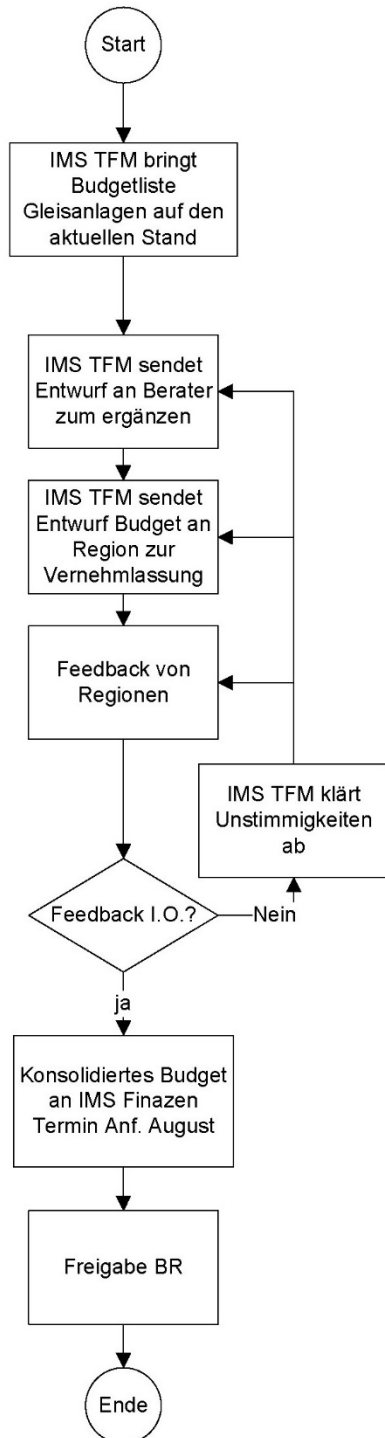 Start
IMS TFM bringt
Budgetliste
Gleisanlagen auf den
aktuellen Stand
IMS TFM sendet
Entwurf an Berater
zum ergänzen
IMS TFM sendet
Entwurf Budget an
Region zur
Vernehmlassung
Feedback von
Regionen
IMS TFM klärt
Unstimmigkeiten
ab
Feedback I.O.?
Nein
ja
Konsolidiertes Budget
an IMS Finazen
Termin Anf. August
Freigabe BR
Ende